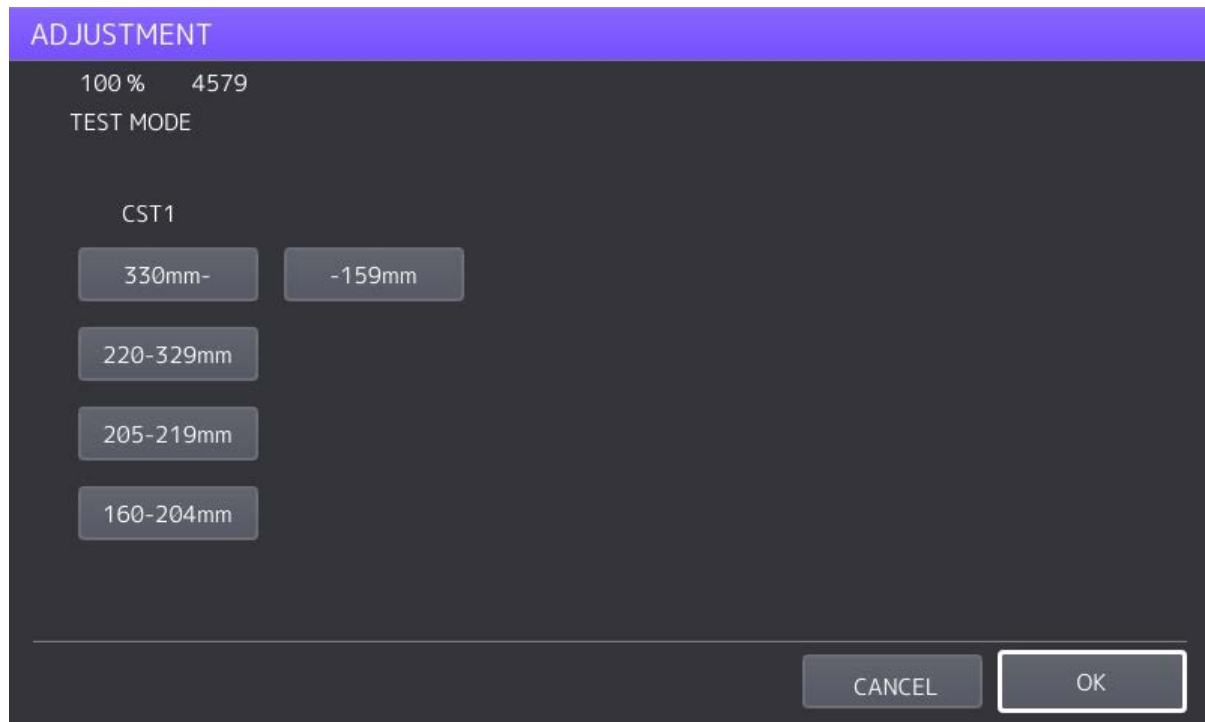 ADJUSTMENT
100 % 4579
TEST MODE
CST1
330mm- -159mm
220-329mm
205-219mm
160-204mm
CANCEL OK